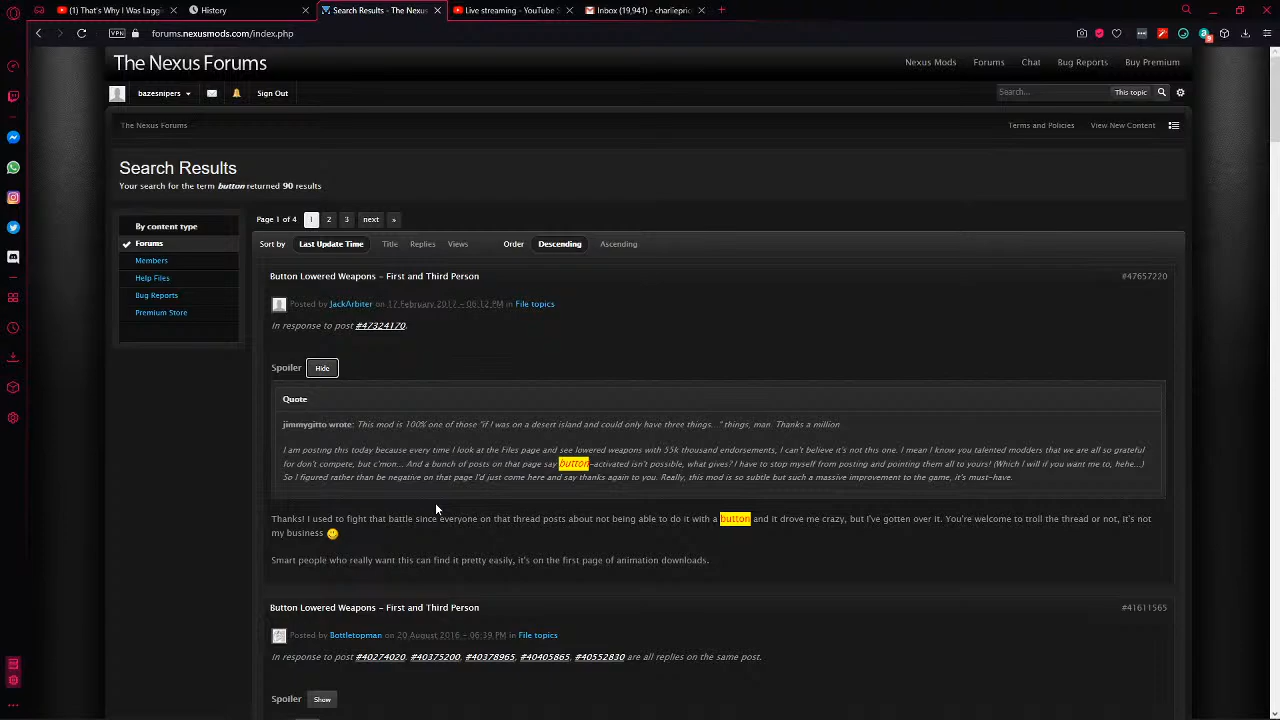 (1) That's Why I Was Laggi
History
Search Results - The Nexus
Live streaming - YouTube S
Inbox (19,941) - charliepric
VPN
forums.nexusmods.com/index.php
The Nexus Forums
Nexus Mods Forums Chat Bug Reports Buy Premium
bazesnipers
Sign Out
Search... This topic
The Nexus Forums
Terms and Policies View New Content
Search Results
Your search for the term button returned 90 results
By content type
Forums
Members
Help Files
Bug Reports
Premium Store
Page 1 of 4 1 2 3 next »
Sort by Last Update Time Title Replies Views Order Descending Ascending
Button Lowered Weapons - First and Third Person #47657220
Posted by JackArbiter on 17 February 2017 - 06:12 PM in File topics
In response to post #47324170.
Spoiler Hide
Quote
jimmygitto wrote: This mod is 100% one of those "if I was on a desert island and could only have three things..." things, man. Thanks a million
I am posting this today because every time I look at the Files page and see lowered weapons with 55k thousand endorsements, I can't believe it's not this one. I mean I know you talented modders that are so grateful
for don't compete, but c'mon... And a bunch of posts on that page say button-activated isn't possible, what gives? I have to stop myself from posting and pointing them all to yours! (Which I will if you want me to, hehe...)
So I figured rather than be negative on that page I'd just come here and say thanks again to you. Really, this mod is so subtle but such a massive improvement to the game, it's must-have.
Thanks! I used to fight that battle since everyone on that thread posts about not being able to do it with a button and it drove me crazy, but I've gotten over it. You're welcome to troll the thread or not, it's not
my business
Smart people who really want this can find it pretty easily, it's on the first page of animation downloads.
Button Lowered Weapons - First and Third Person #41611565
Posted by Bottletopman on 20 August 2016 - 06:39 PM in File topics
In response to post #40274020, #40375200, #40378965, #40405865, #40552830 are all replies on the same post.
Spoiler Show